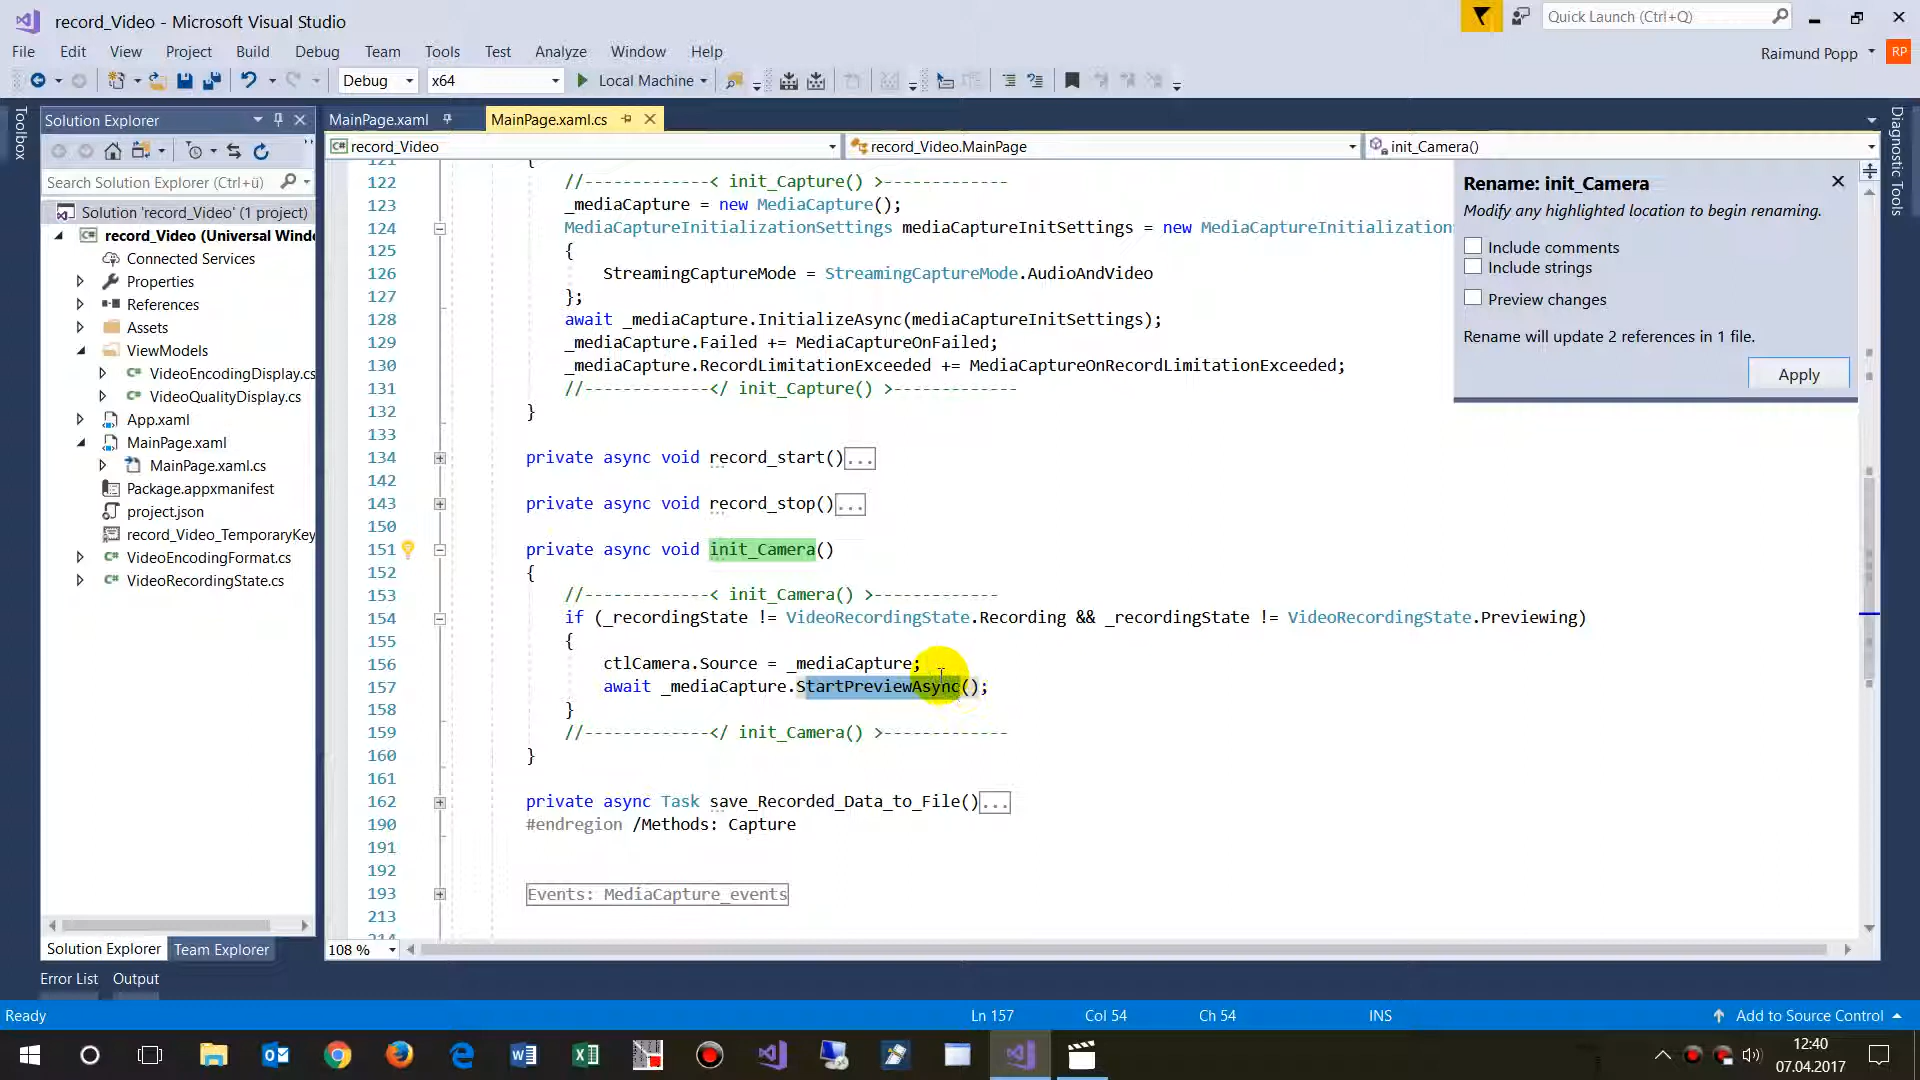 record_Video - Microsoft Visual Studio
Quick Launch (Ctrl+Q)
File Edit View Project Build Debug Team Tools Test Analyze Window Help
Raimund Popp RP
Debug x64 Local Machine
Toolbox
Solution Explorer
Search Solution Explorer (Ctrl+ü)
Solution 'record_Video' (1 project)
record_Video (Universal Windo
Connected Services
Properties
References
Assets
ViewModels
VideoEncodingDisplay.cs
VideoQualityDisplay.cs
App.xaml
MainPage.xaml
MainPage.xaml.cs
Package.appxmanifest
project.json
record_Video_TemporaryKey
VideoEncodingFormat.cs
VideoRecordingState.cs
Solution Explorer Team Explorer
MainPage.xaml MainPage.xaml.cs
record_Video record_Video.MainPage init_Camera()
121 {
122 //-------------< init_Capture() >-------------
123 _mediaCapture = new MediaCapture();
124 MediaCaptureInitializationSettings mediaCaptureInitSettings = new MediaCaptureInitializations
125 {
126 StreamingCaptureMode = StreamingCaptureMode.AudioAndVideo
127 };
128 await _mediaCapture.InitializeAsync(mediaCaptureInitSettings);
129 _mediaCapture.Failed += MediaCaptureOnFailed;
130 _mediaCapture.RecordLimitationExceeded += MediaCaptureOnRecordLimitationExceeded;
131 //-------------</ init_Capture() >-------------
132 }
133
134 private async void record_start()...
142
143 private async void record_stop()...
150
151 private async void init_Camera()
152 {
153 //-------------< init_Camera() >-------------
154 if (_recordingState != VideoRecordingState.Recording && _recordingState != VideoRecordingState.Previewing)
155 {
156 ctlCamera.Source = _mediaCapture;
157 await _mediaCapture.StartPreviewAsync();
158 }
159 //-------------</ init_Camera() >-------------
160 }
161
162 private async Task save_Recorded_Data_to_File()...
190 #endregion /Methods: Capture
191
192
193 Events: MediaCapture_events
213
214
108 %
Rename: init_Camera
Modify any highlighted location to begin renaming.
Include comments
Include strings
Preview changes
Rename will update 2 references in 1 file.
Apply
Diagnostic Tools
Error List Output
Ready Ln 157 Col 54 Ch 54 INS Add to Source Control
12:40
07.04.2017